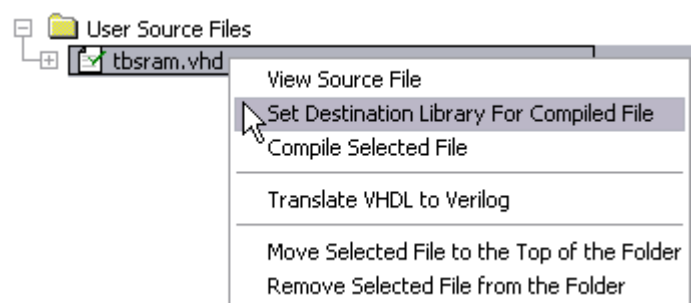 User Source Files
tbsram.vhd
View Source File
Set Destination Library For Compiled File
Compile Selected File
Translate VHDL to Verilog
Move Selected File to the Top of the Folder
Remove Selected File from the Folder